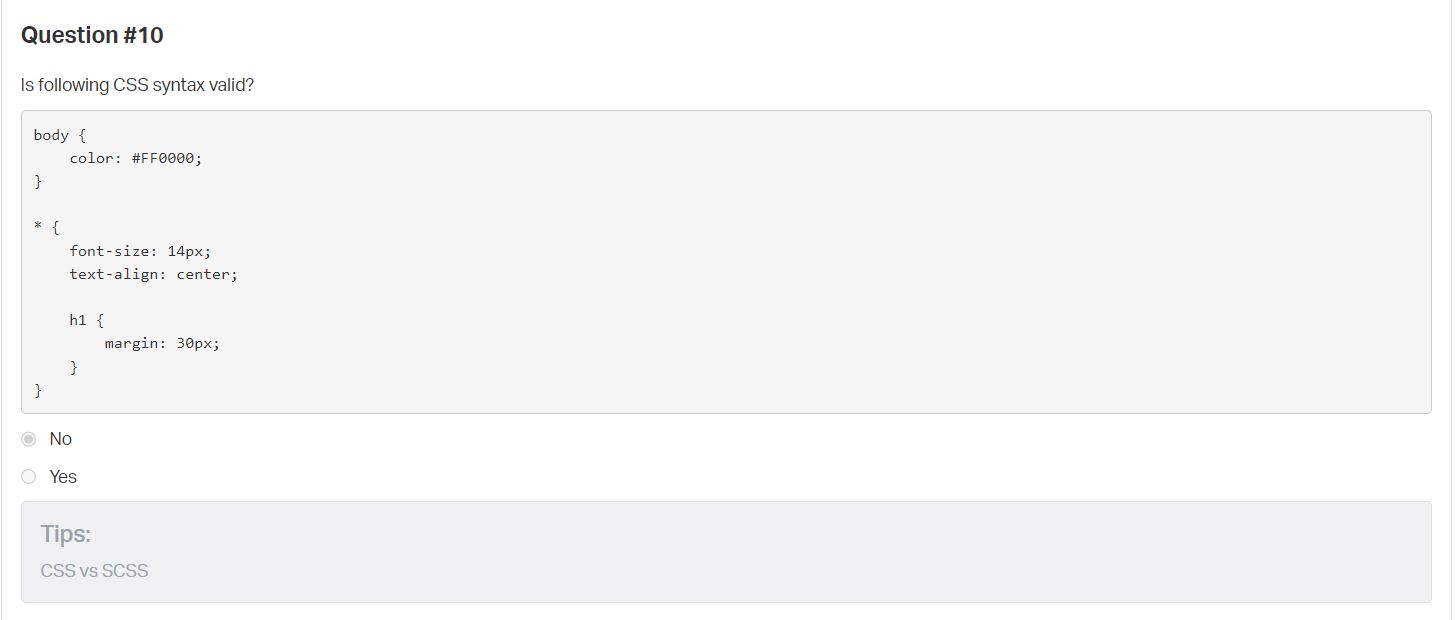 Question #10
Is following CSS syntax valid?
body {
    color: #FF0000;
}
* {
    font-size: 14px;
    text-align: center;
    h1 {
        margin: 30px;
    }
}
No
Yes
Tips:
CSS vs SCSS